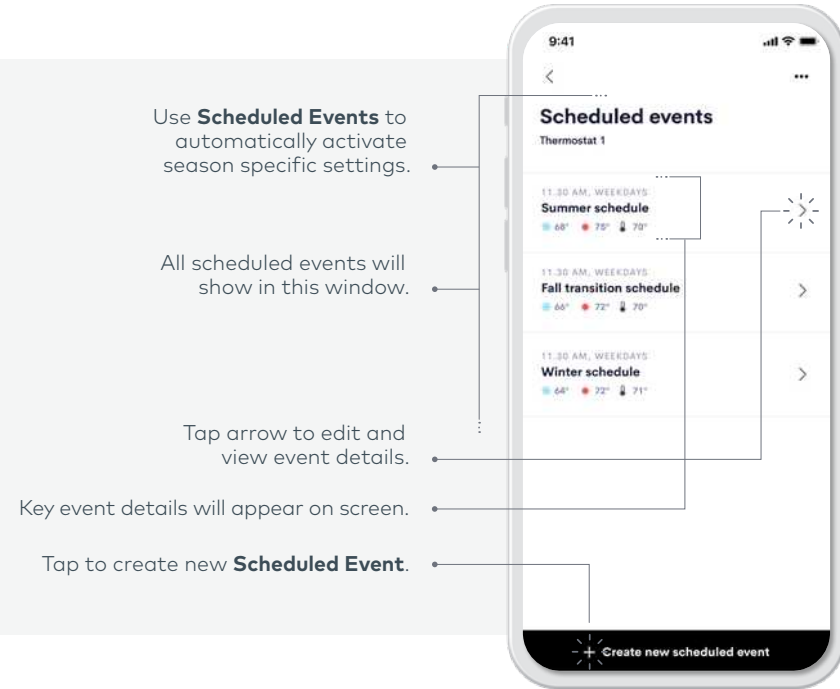 9:41
Use Scheduled Events to
automatically activate
season specific settings.
All scheduled events will
show in this window.
Tap arrow to edit and
view event details.
Key event details will appear on screen.
Tap to create new Scheduled Event.
Scheduled events
Thermostat 1
11.30 AM, WEEKDAYS
Summer schedule
68° 75° 70°
11.30 AM, WEEKDAYS
Fall transition schedule
66° 72° 70°
11.30 AM, WEEKDAYS
Winter schedule
64° 72° 71°
+ Create new scheduled event